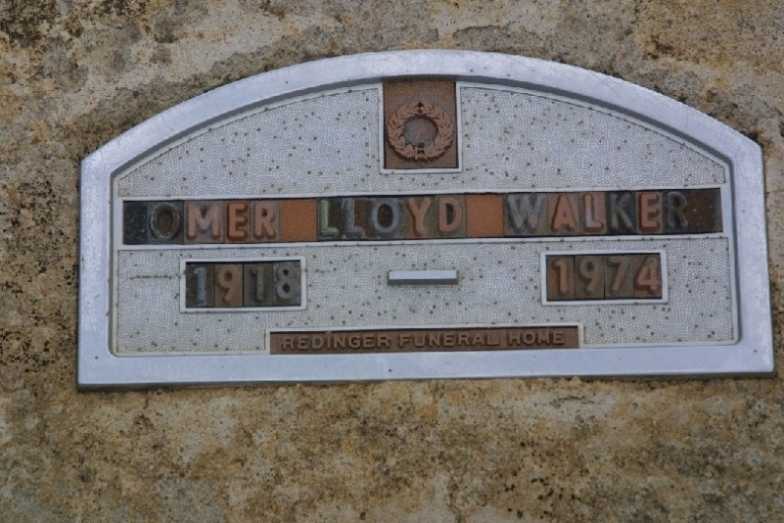 OMER LLOYD WALKER
1918 — 1974
REDINGER FUNERAL HOME